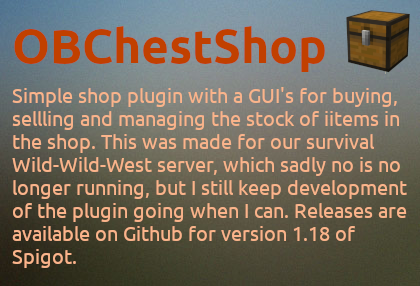 OBChestShop
Simple shop plugin with a GUI's for buying,
sellling and managing the stock of iitems in
the shop. This was made for our survival
Wild-Wild-West server, which sadly no is no
longer running, but I still keep development
of the plugin going when I can. Releases are
available on Github for version 1.18 of
Spigot.